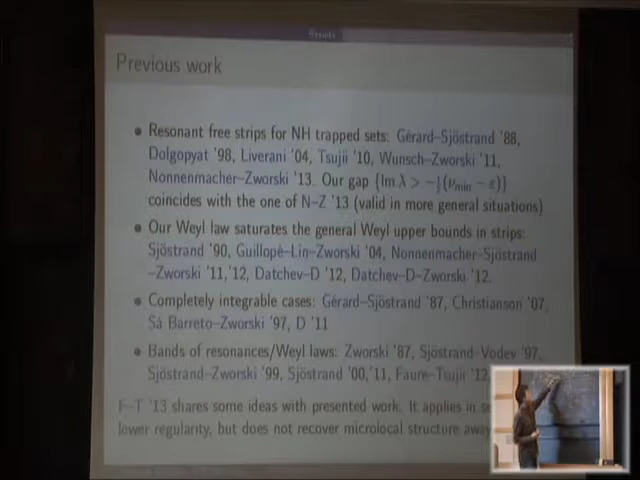 Results
Previous work
• Resonant free strips for NH trapped sets: Gérard–Sjöstrand '88,
Dolgopyat '98, Liverani '04, Tsujii '10, Wunsch–Zworski '11,
Nonnenmacher–Zworski '13. Our gap {Im λ > −½(ν_min − ε)}
coincides with the one of N–Z '13 (valid in more general situations)
• Our Weyl law saturates the general Weyl upper bounds in strips:
Sjöstrand '90, Guillopé–Lin–Zworski '04, Nonnenmacher–Sjöstrand
–Zworski '11,'12, Datchev–D '12, Datchev–D–Zworski '12.
• Completely integrable cases: Gérard–Sjöstrand '87, Christianson '07,
Sá Barreto–Zworski '97, D '11
• Bands of resonances/Weyl laws: Zworski '87, Sjöstrand–Vodev '97,
Sjöstrand–Zworski '99, Sjöstrand '00,'11, Faure–Tsujii '12,
F–T '13 shares some ideas with presented work. It applies in
lower regularity, but does not recover microlocal structure